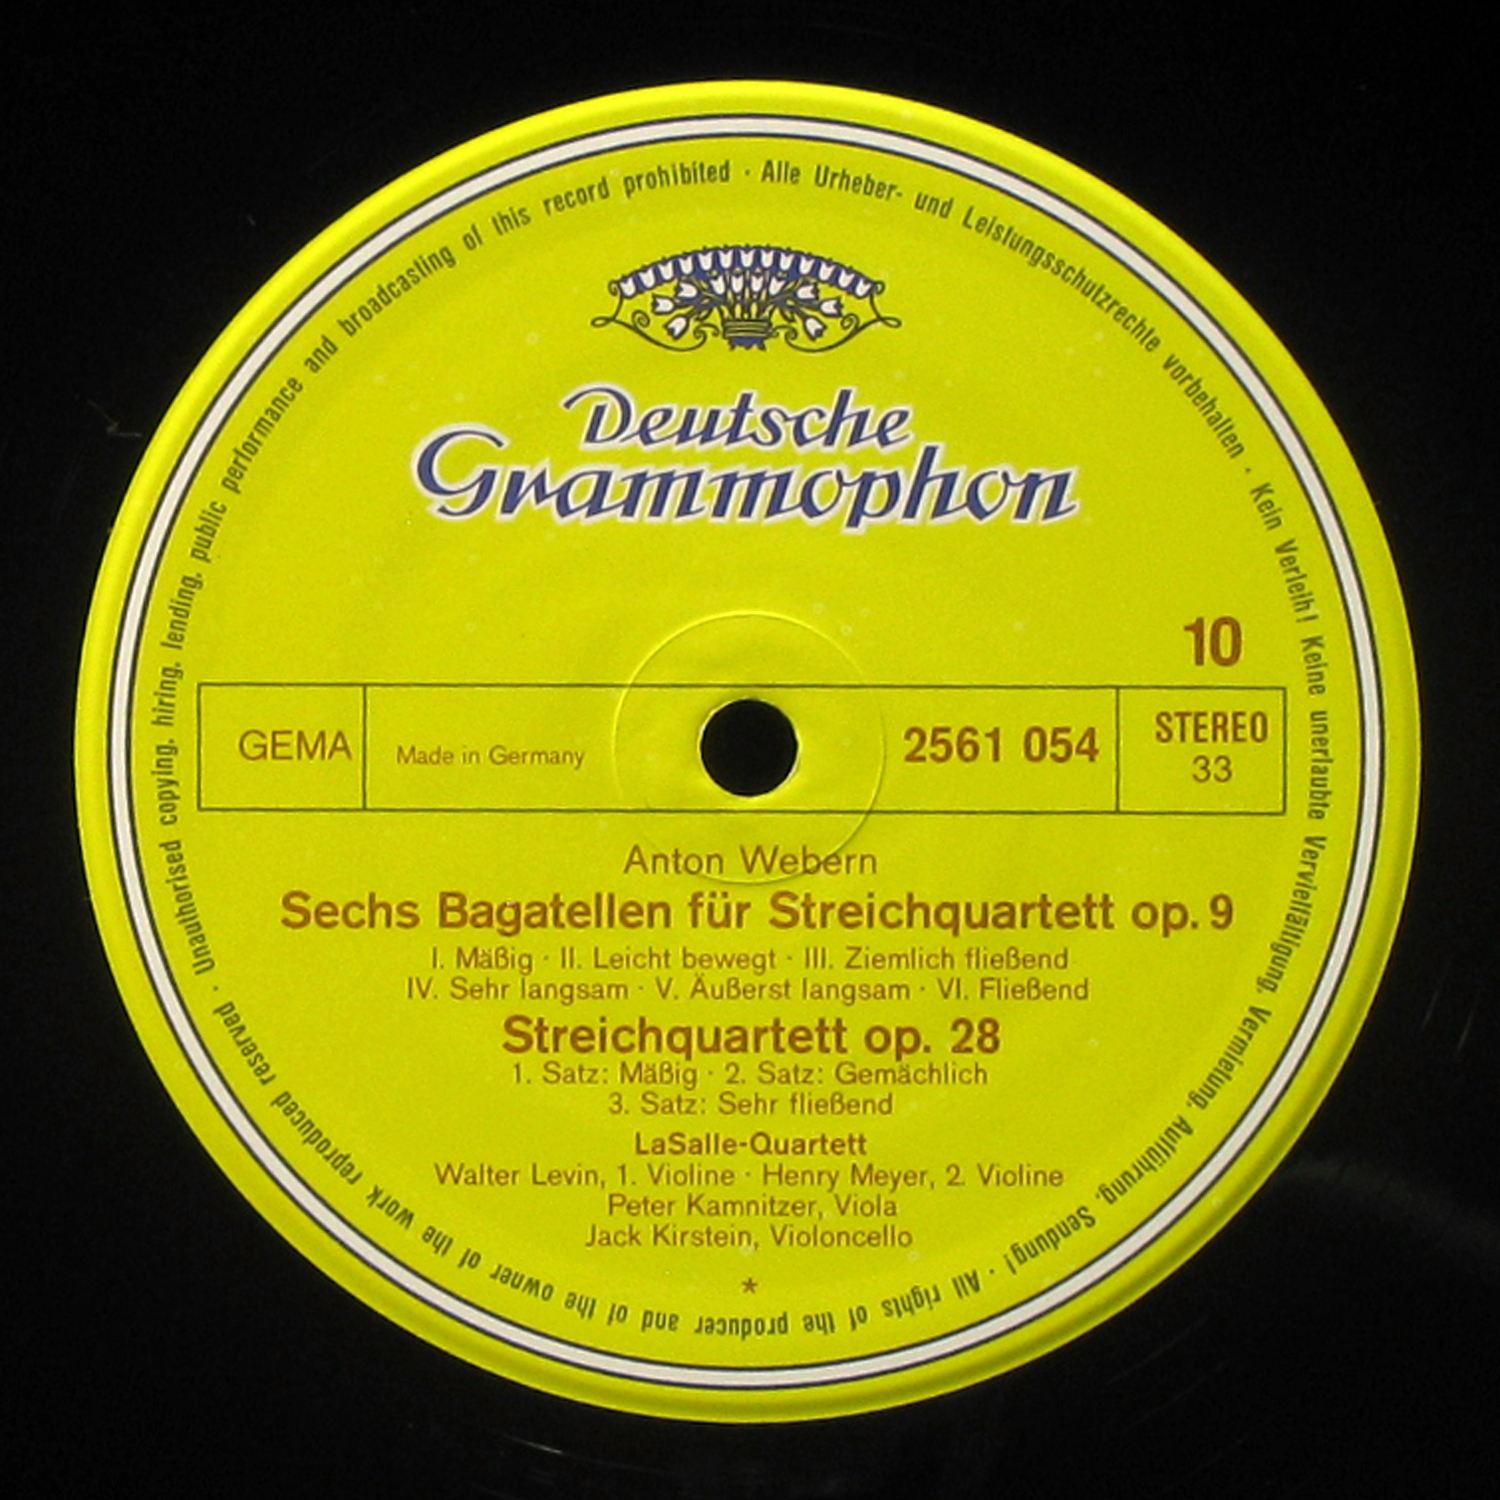 Deutsche
Grammophon
10
GEMA
Made in Germany
2561 054
STEREO
33
Anton Webern
Sechs Bagatellen für Streichquartett op. 9
I. Mäßig · II. Leicht bewegt · III. Ziemlich fließend
IV. Sehr langsam · V. Äußerst langsam · VI. Fließend
Streichquartett op. 28
1. Satz: Mäßig · 2. Satz: Gemächlich
3. Satz: Sehr fließend
LaSalle-Quartett
Walter Levin, 1. Violine · Henry Meyer, 2. Violine
Peter Kamnitzer, Viola
Jack Kirstein, Violoncello
*
Alle Urheber- und Leistungsschutzrechte vorbehalten · Kein Verleih! Keine unerlaubte Vervielfältigung, Vermietung, Aufführung, Sendung! · All rights of the producer and of the owner of the work reproduced reserved · Unauthorised copying, hiring, lending, public performance and broadcasting of this record prohibited ·